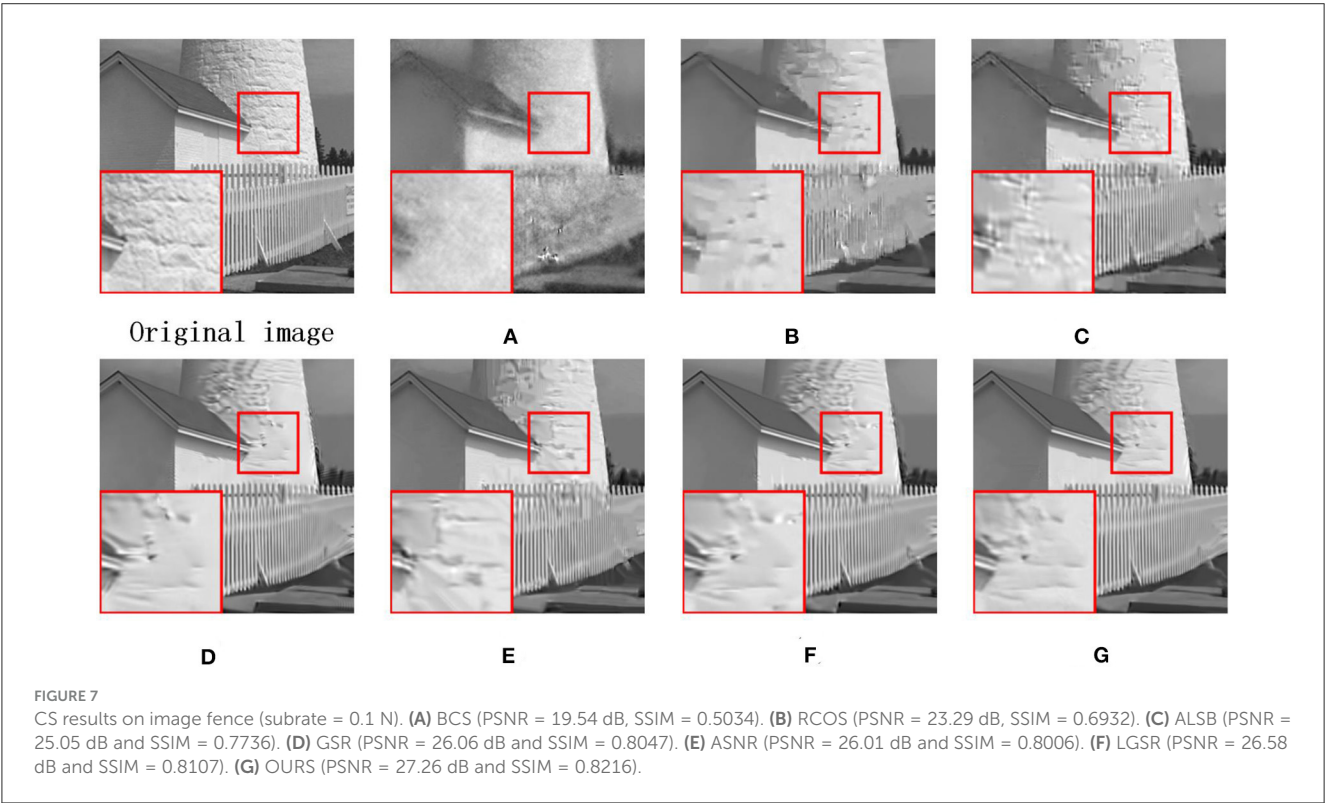 Original image
A
B
C
D
E
F
G
FIGURE 7
CS results on image fence (subrate = 0.1 N). (A) BCS (PSNR = 19.54 dB, SSIM = 0.5034). (B) RCOS (PSNR = 23.29 dB, SSIM = 0.6932). (C) ALSB (PSNR =
25.05 dB and SSIM = 0.7736). (D) GSR (PSNR = 26.06 dB and SSIM = 0.8047). (E) ASNR (PSNR = 26.01 dB and SSIM = 0.8006). (F) LGSR (PSNR = 26.58
dB and SSIM = 0.8107). (G) OURS (PSNR = 27.26 dB and SSIM = 0.8216).